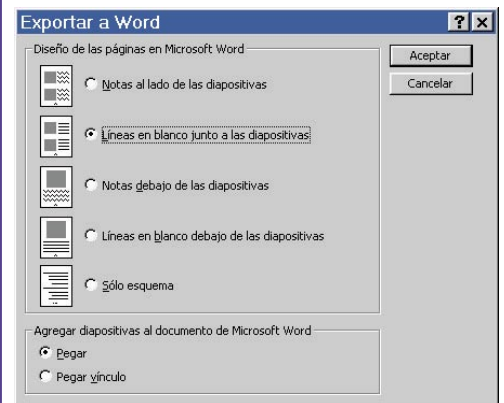 Exportar a Word
Diseño de las páginas en Microsoft Word
Notas al lado de las diapositivas
Líneas en blanco junto a las diapositivas
Notas debajo de las diapositivas
Líneas en blanco debajo de las diapositivas
Sólo esquema
Agregar diapositivas al documento de Microsoft Word
Pegar
Pegar vínculo
Aceptar
Cancelar